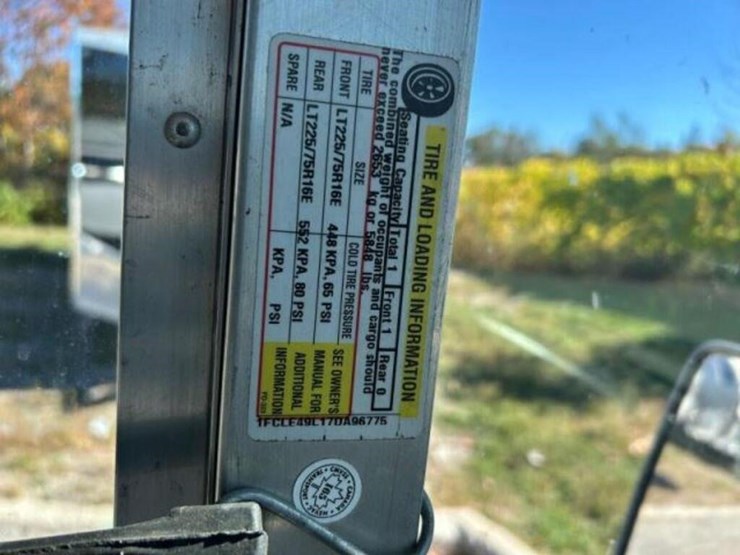 TIRE AND LOADING INFORMATION
Seating Capacity Total 1 Front 1 Rear 0
The combined weight of occupants and cargo should
never exceed 2653 kg or 5848 lbs.
TIRE SIZE COLD TIRE PRESSURE
FRONT LT225/75R16E 448 KPA, 65 PSI
REAR LT225/75R16E 552 KPA, 80 PSI
SPARE N/A KPA, PSI
SEE OWNER'S
MANUAL FOR
ADDITIONAL
INFORMATION
1FCLE49L17DA96775
CANADA